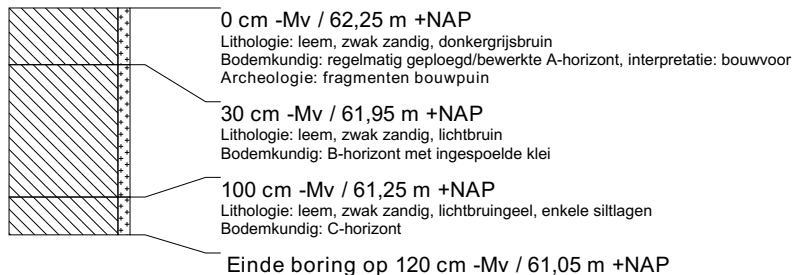 0 cm -Mv / 62,25 m +NAP
Lithologie: leem, zwak zandig, donkergrijsbruin
Bodemkundig: regelmatig geploegd/bewerkte A-horizont, interpretatie: bouwvoor
Archeologie: fragmenten bouwpuin
30 cm -Mv / 61,95 m +NAP
Lithologie: leem, zwak zandig, lichtbruin
Bodemkundig: B-horizont met ingespoelde klei
100 cm -Mv / 61,25 m +NAP
Lithologie: leem, zwak zandig, lichtbruingeel, enkele siltlagen
Bodemkundig: C-horizont
Einde boring op 120 cm -Mv / 61,05 m +NAP